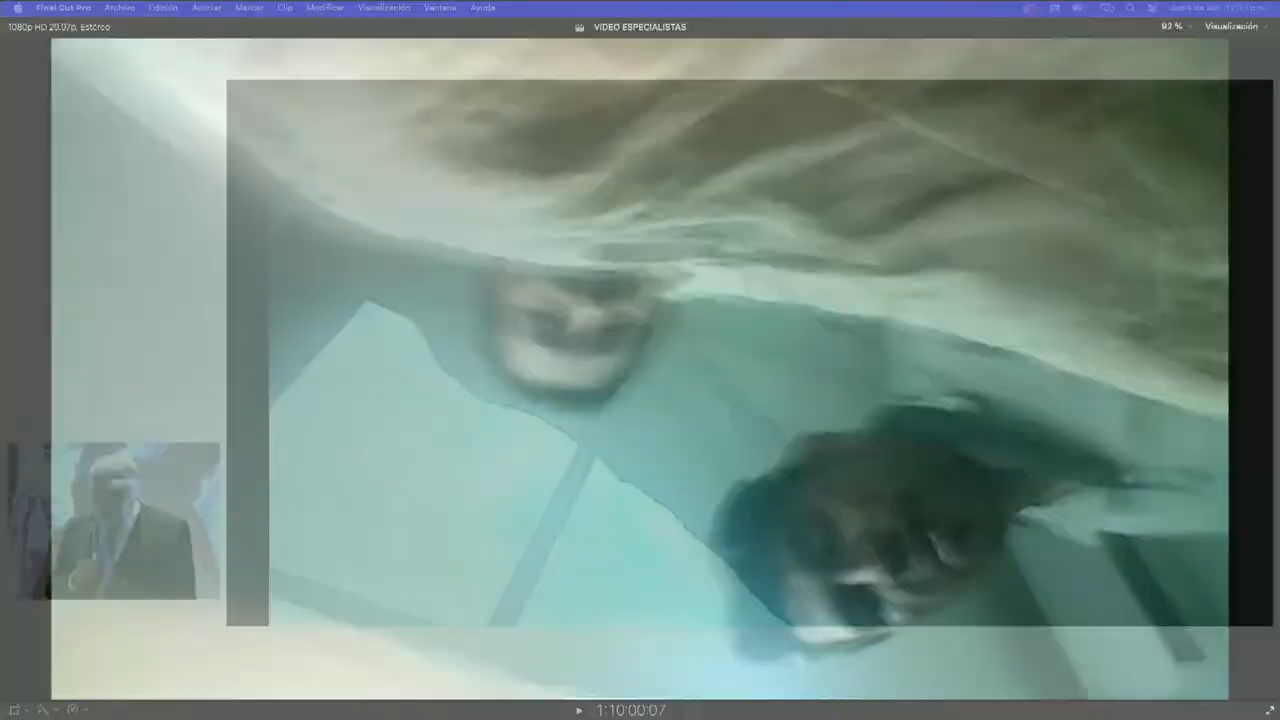 Final Cut Pro Archivo Edición Acortar Marcar Clip Modificar Visualización Ventana Ayuda
1080p HD 29.97p, Estéreo VIDEO ESPECIALISTAS 92 % Visualización
1:10:00:07